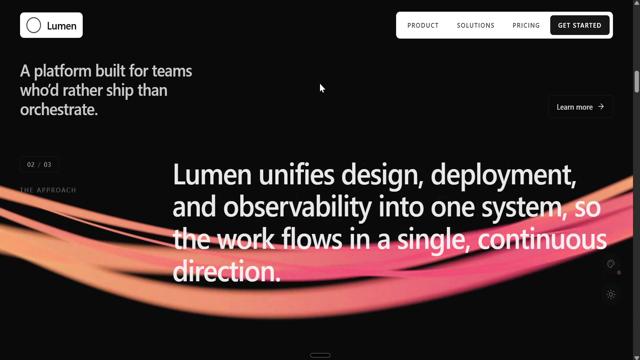 Lumen
PRODUCT SOLUTIONS PRICING GET STARTED
A platform built for teams
who'd rather ship than
orchestrate.
Learn more →
02 / 03
THE APPROACH
Lumen unifies design, deployment,
and observability into one system, so
the work flows in a single, continuous
direction.